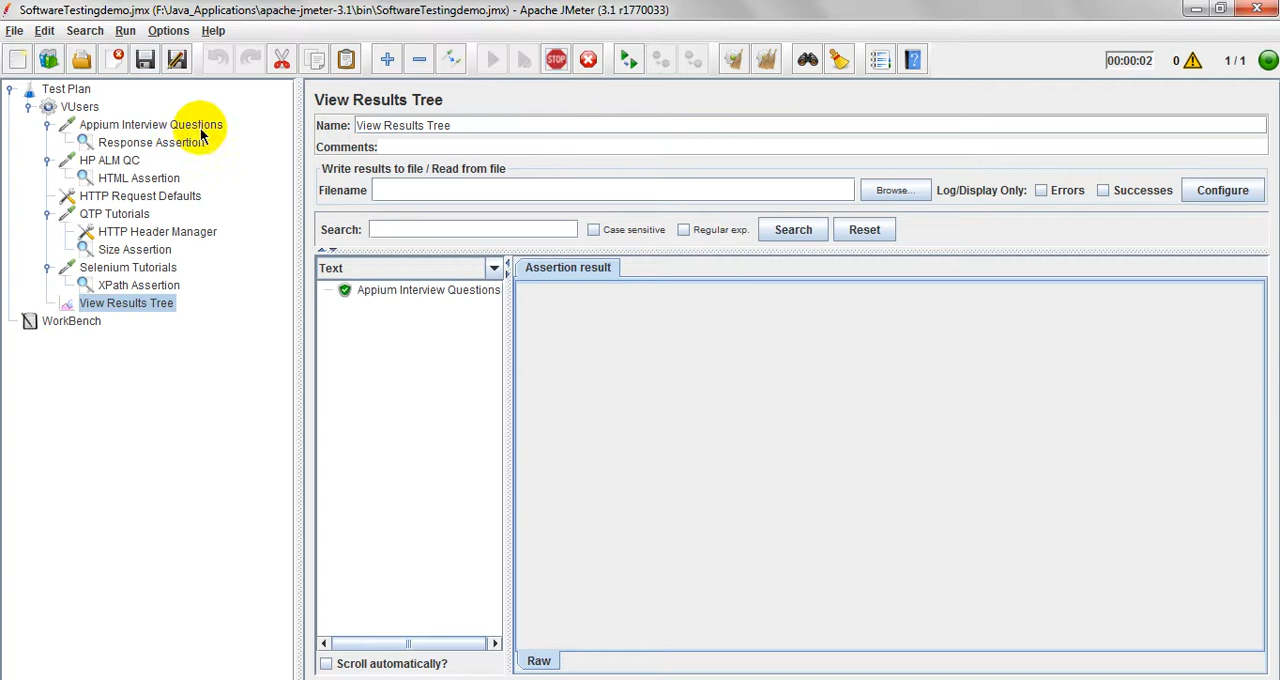 SoftwareTestingdemo.jmx (F:\Java_Applications\apache-jmeter-3.1\bin\SoftwareTestingdemo.jmx) - Apache JMeter (3.1 r1770033)
File Edit Search Run Options Help
STOP
00:00:02 0 1 / 1
Test Plan
VUsers
Appium Interview Questions
Response Assertion
HP ALM QC
HTML Assertion
HTTP Request Defaults
QTP Tutorials
HTTP Header Manager
Size Assertion
Selenium Tutorials
XPath Assertion
View Results Tree
WorkBench
View Results Tree
Name: View Results Tree
Comments:
Write results to file / Read from file
Filename Browse... Log/Display Only: Errors Successes Configure
Search: Case sensitive Regular exp. Search Reset
Text
Appium Interview Questions
Scroll automatically?
Assertion result
Raw